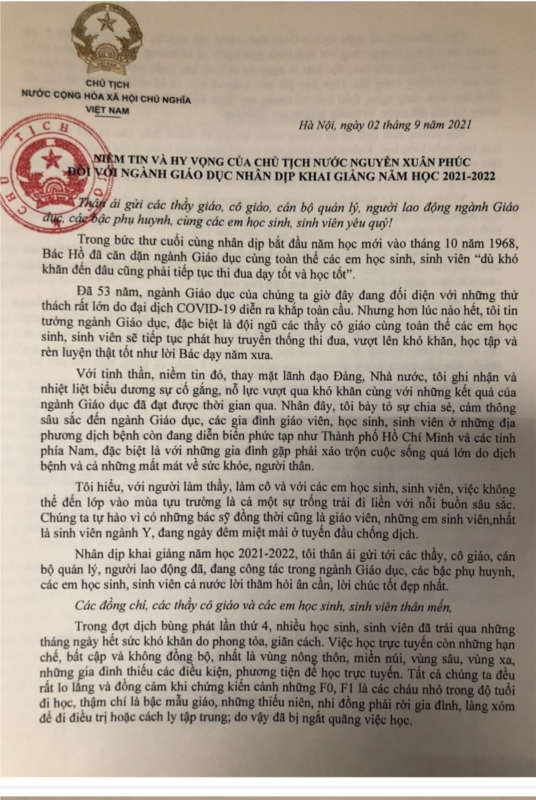 CHỦ TỊCH
NƯỚC CỘNG HÒA XÃ HỘI CHỦ NGHĨA
VIỆT NAM
Hà Nội, ngày 02 tháng 9 năm 2021
CHỦ TỊCH
NIỀM TIN VÀ HY VỌNG CỦA CHỦ TỊCH NƯỚC NGUYỄN XUÂN PHÚC
ĐỐI VỚI NGÀNH GIÁO DỤC NHÂN DỊP KHAI GIẢNG NĂM HỌC 2021-2022
Thân ái gửi các thầy giáo, cô giáo, cán bộ quản lý, người lao động ngành Giáo
dục, các bậc phụ huynh, cùng các em học sinh, sinh viên yêu quý!
Trong bức thư cuối cùng nhân dịp bắt đầu năm học mới vào tháng 10 năm 1968,
Bác Hồ đã căn dặn ngành Giáo dục cùng toàn thể các em học sinh, sinh viên “dù khó
khăn đến đâu cũng phải tiếp tục thi đua dạy tốt và học tốt”.
Đã 53 năm, ngành Giáo dục của chúng ta giờ đây đang đối diện với những thử
thách rất lớn do đại dịch COVID-19 diễn ra khắp toàn cầu. Nhưng hơn lúc nào hết, tôi tin
tưởng ngành Giáo dục, đặc biệt là đội ngũ các thầy cô giáo cùng toàn thể các em học
sinh, sinh viên sẽ tiếp tục phát huy truyền thống thi đua, vượt lên khó khăn, học tập và
rèn luyện thật tốt như lời Bác dạy năm xưa.
Với tinh thần, niềm tin đó, thay mặt lãnh đạo Đảng, Nhà nước, tôi ghi nhận và
nhiệt liệt biểu dương sự cố gắng, nỗ lực vượt qua khó khăn cùng với những kết quả của
ngành Giáo dục đã đạt được thời gian qua. Nhân đây, tôi bày tỏ sự chia sẻ, cảm thông
sâu sắc đến ngành Giáo dục, các gia đình giáo viên, học sinh, sinh viên ở những địa
phương dịch bệnh còn đang diễn biến phức tạp như Thành phố Hồ Chí Minh và các tỉnh
phía Nam, đặc biệt là với những gia đình gặp phải xáo trộn cuộc sống quá lớn do dịch
bệnh và cả những mất mát về sức khỏe, người thân.
Tôi hiểu, với người làm thầy, làm cô và với các em học sinh, sinh viên, việc không
thể đến lớp vào mùa tựu trường là cả một sự trống trải đi liền với nỗi buồn sâu sắc.
Chúng ta tự hào vì có những bác sỹ đồng thời cũng là giáo viên, những em sinh viên,nhất
là sinh viên ngành Y, đang ngày đêm miệt mài ở tuyến đầu chống dịch.
Nhân dịp khai giảng năm học 2021-2022, tôi thân ái gửi tới các thầy, cô giáo, cán
bộ quản lý, người lao động đã, đang công tác trong ngành Giáo dục, các bậc phụ huynh,
các em học sinh, sinh viên cả nước lời thăm hỏi ân cần, lời chúc tốt đẹp nhất.
Các đồng chí, các thầy cô giáo và các em học sinh, sinh viên thân mến,
Trong đợt dịch bùng phát lần thứ 4, nhiều học sinh, sinh viên đã trải qua những
tháng ngày hết sức khó khăn do phong tỏa, giãn cách. Việc học trực tuyến còn những hạn
chế, bất cập và không đồng bộ, nhất là vùng nông thôn, miền núi, vùng sâu, vùng xa,
những gia đình thiếu các điều kiện, phương tiện để học trực tuyến. Tất cả chúng ta đều
rất lo lắng và đồng cảm khi chứng kiến cảnh những F0, F1 là các cháu nhỏ trong độ tuổi
đi học, thậm chí là bậc mẫu giáo, những thiếu niên, nhi đồng phải rời gia đình, làng xóm
để đi điều trị hoặc cách ly tập trung; do vậy đã bị ngắt quãng việc học.